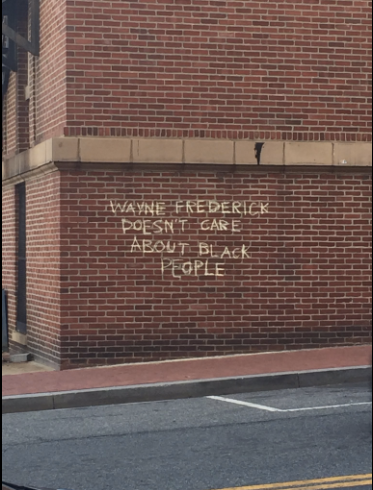 WAYNE FREDERICK
DOESN'T CARE
ABOUT BLACK
PEOPLE